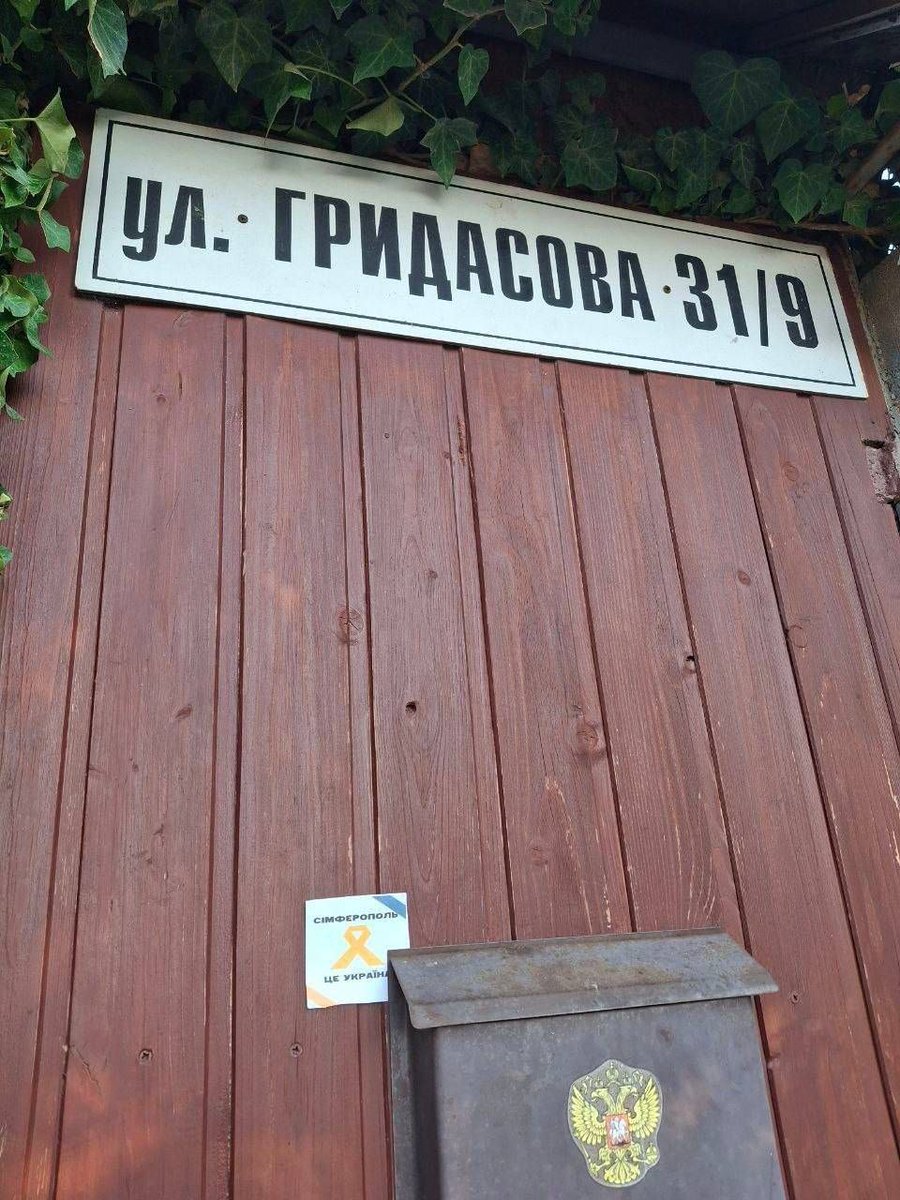 ул. ГРИДАСОВА 31/9
СІМФЕРОПОЛЬ
ЦЕ УКРАЇНА